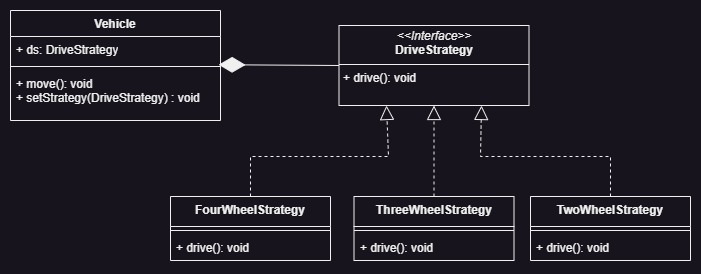 Vehicle
+ ds: DriveStrategy
+ move(): void
+ setStrategy(DriveStrategy) : void
<<Interface>>
DriveStrategy
+ drive(): void
FourWheelStrategy
+ drive(): void
ThreeWheelStrategy
+ drive(): void
TwoWheelStrategy
+ drive(): void